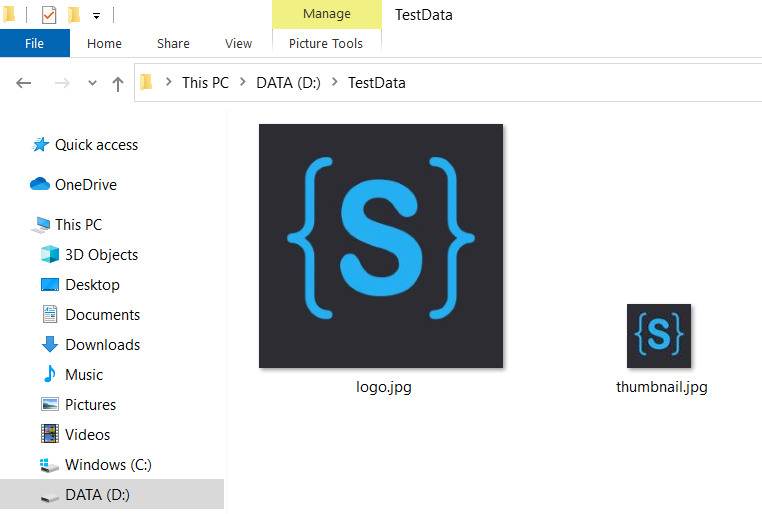 Manage
TestData
File
Home
Share
View
Picture Tools
This PC
DATA (D:)
TestData
Quick access
OneDrive
This PC
3D Objects
Desktop
Documents
Downloads
Music
Pictures
Videos
Windows (C:)
DATA (D:)
{S}
logo.jpg
{S}
thumbnail.jpg